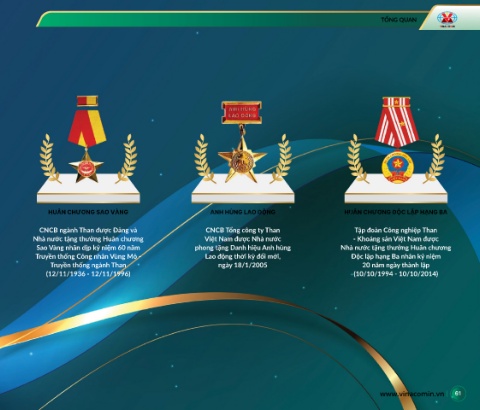 TỔNG QUAN
ANH HÙNG
LAO ĐỘNG
HUÂN CHƯƠNG SAO VÀNG
ANH HÙNG LAO ĐỘNG
HUÂN CHƯƠNG ĐỘC LẬP HẠNG BA
CNCB ngành Than được Đảng và
Nhà nước tặng thưởng Huân chương
Sao Vàng nhân dịp kỷ niệm 60 năm
Truyền thống Công nhân Vùng Mỏ -
Truyền thống ngành Than
(12/11/1936 - 12/11/1996)
CNCB Tổng công ty Than
Việt Nam được Nhà nước
phong tặng Danh hiệu Anh hùng
Lao động thời kỳ đổi mới,
ngày 18/1/2005
Tập đoàn Công nghiệp Than
- Khoáng sản Việt Nam được
Nhà nước tặng thưởng Huân chương
Độc lập hạng Ba nhân kỷ niệm
20 năm ngày thành lập
(10/10/1994 - 10/10/2014)
www.vinacomin.vn
61